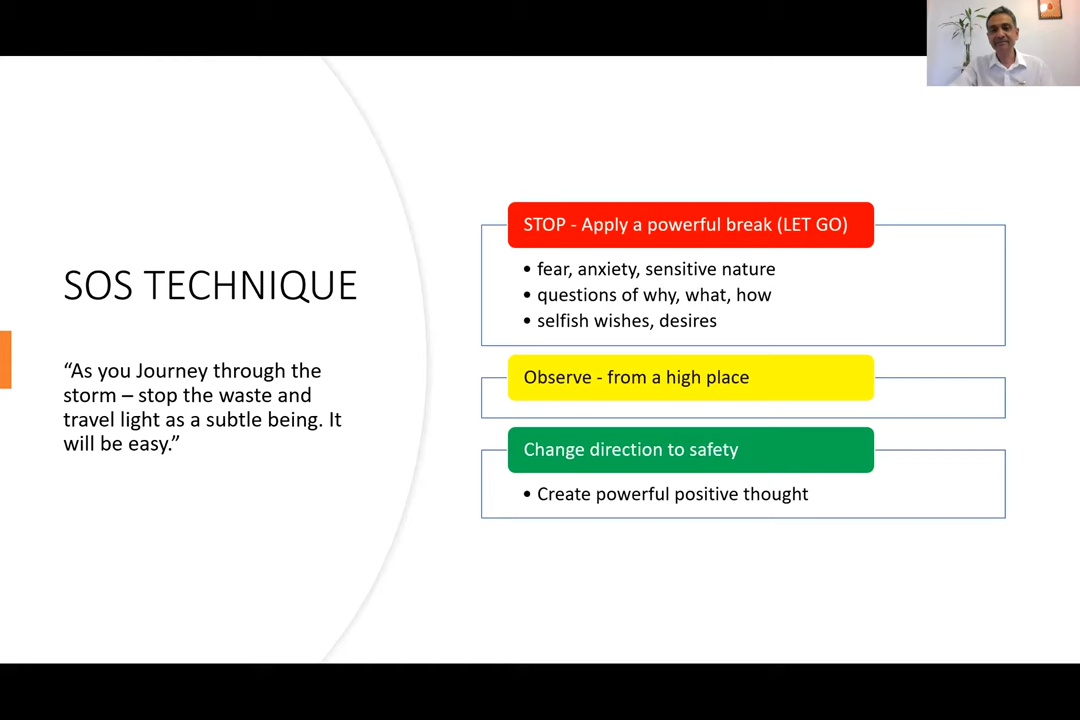 SOS TECHNIQUE
“As you Journey through the
storm – stop the waste and
travel light as a subtle being. It
will be easy.”
STOP - Apply a powerful break (LET GO)
• fear, anxiety, sensitive nature
• questions of why, what, how
• selfish wishes, desires
Observe - from a high place
Change direction to safety
• Create powerful positive thought